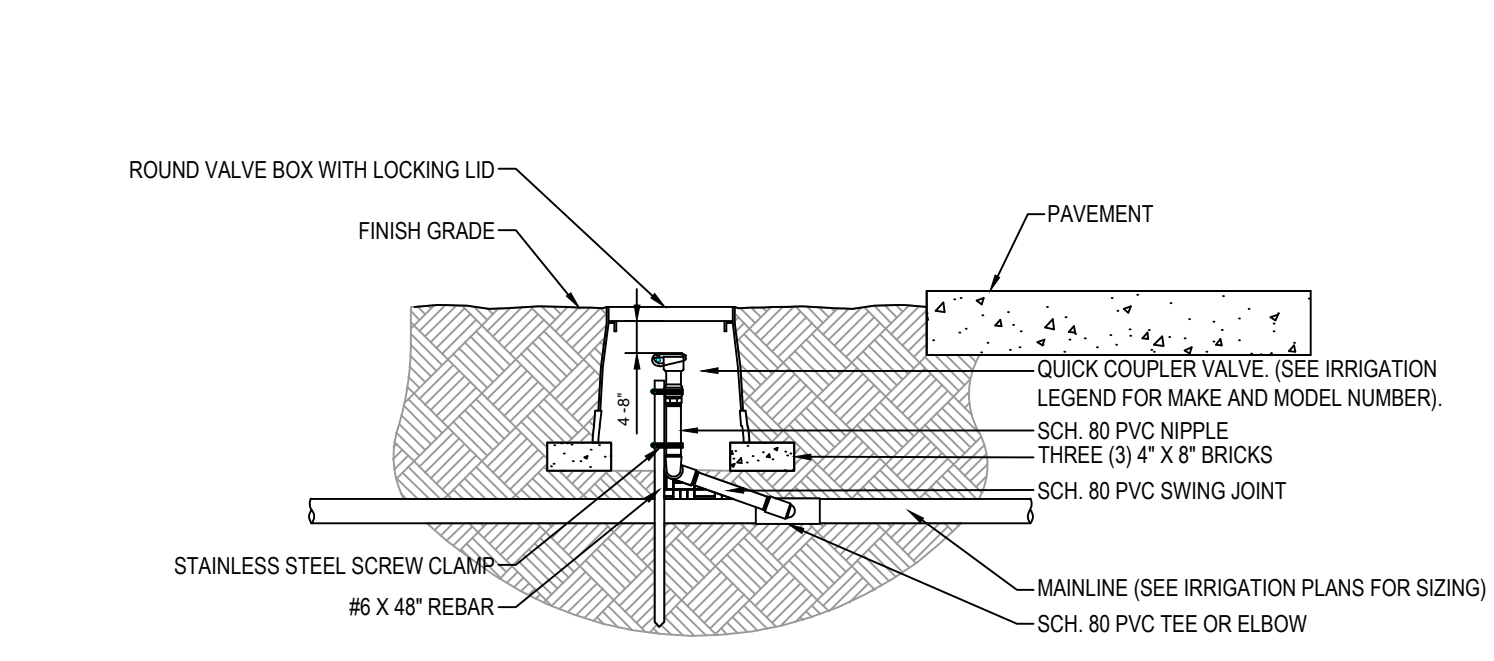 ROUND VALVE BOX WITH LOCKING LID
FINISH GRADE
PAVEMENT
QUICK COUPLER VALVE. (SEE IRRIGATION
LEGEND FOR MAKE AND MODEL NUMBER).
4 -8"
SCH. 80 PVC NIPPLE
THREE (3) 4" X 8" BRICKS
SCH. 80 PVC SWING JOINT
STAINLESS STEEL SCREW CLAMP
#6 X 48" REBAR
MAINLINE (SEE IRRIGATION PLANS FOR SIZING)
SCH. 80 PVC TEE OR ELBOW